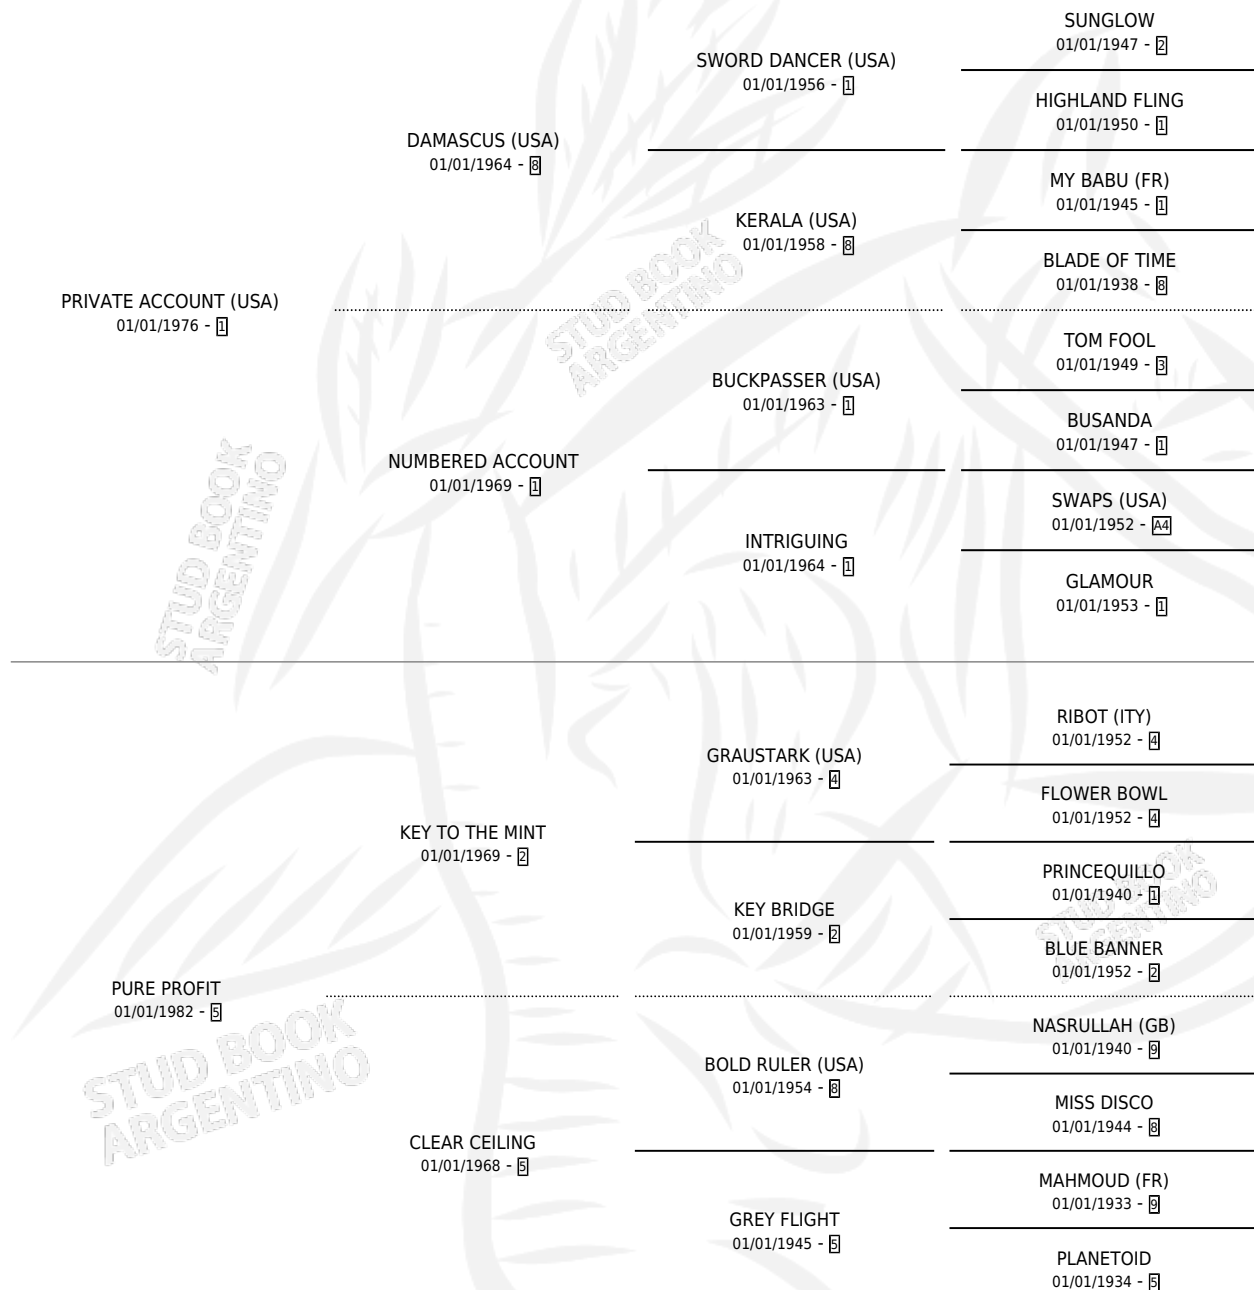 SUNGLOW
01/01/1947 - 2
SWORD DANCER (USA)
01/01/1956 - 1
HIGHLAND FLING
01/01/1950 - 1
DAMASCUS (USA)
01/01/1964 - 8
MY BABU (FR)
01/01/1945 - 1
KERALA (USA)
01/01/1958 - 8
BLADE OF TIME
01/01/1938 - 8
PRIVATE ACCOUNT (USA)
01/01/1976 - 1
TOM FOOL
01/01/1949 - 3
BUCKPASSER (USA)
01/01/1963 - 1
BUSANDA
01/01/1947 - 1
NUMBERED ACCOUNT
01/01/1969 - 1
SWAPS (USA)
01/01/1952 - A4
INTRIGUING
01/01/1964 - 1
GLAMOUR
01/01/1953 - 1
RIBOT (ITY)
01/01/1952 - 4
GRAUSTARK (USA)
01/01/1963 - 4
FLOWER BOWL
01/01/1952 - 4
KEY TO THE MINT
01/01/1969 - 2
PRINCEQUILLO
01/01/1940 - 1
KEY BRIDGE
01/01/1959 - 2
BLUE BANNER
01/01/1952 - 2
PURE PROFIT
01/01/1982 - 5
NASRULLAH (GB)
01/01/1940 - 9
BOLD RULER (USA)
01/01/1954 - 8
MISS DISCO
01/01/1944 - 8
CLEAR CEILING
01/01/1968 - 5
MAHMOUD (FR)
01/01/1933 - 9
GREY FLIGHT
01/01/1945 - 5
PLANETOID
01/01/1934 - 5
STUD BOOK
ARGENTINO
STUD BOOK
ARGENTINO
STUD BOOK
ARGENTINO
STUD BOOK
ARGENTINO